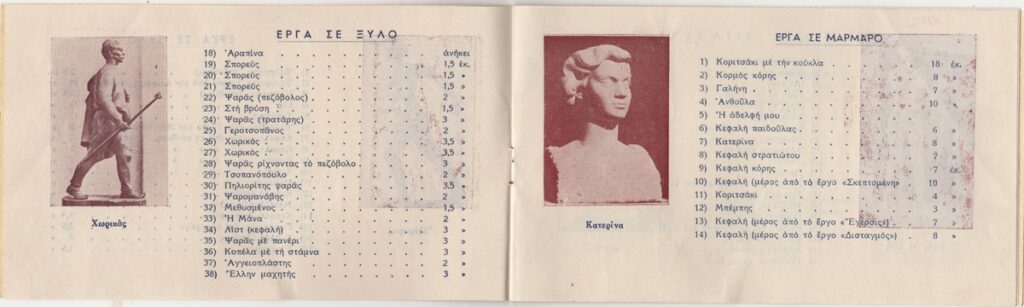 ΕΡΓΑ ΣΕ ΞΥΛΟ
18) Ἀραπίνα . . . ἀνήκει
19) Σπορεὺς . . . 1,5 ἑκ.
20) Σπορεὺς . . . 1,5 »
21) Σπορεὺς . . . 1,5 »
22) Ψαρᾶς (πεζόβολος) . . . 2 »
23) Στὴ βρύση . . . 1,5 »
24) Ψαρᾶς (τρατάρης) . . . 3 »
25) Γεροτσοπᾶνος . . . 2 »
26) Χωρικὸς . . . 3,5 »
27) Χωρικὸς . . . 3,5 »
28) Ψαρᾶς ρίχνοντας τὸ πεζόβολο . . . 3 »
29) Τσοπανόπουλο . . . 2 »
30) Πηλιορίτης ψαρᾶς . . . 3,5 »
31) Ψαρομανάβης . . . 2 »
32) Μεθυσμένος . . . 1,5 »
33) Ἡ Μάνα . . . 2 »
34) Λίστ (κεφαλή) . . . 3 »
35) Ψαρᾶς μὲ πανέρι . . . 3 »
36) Κοπέλα μὲ τὴ στάμνα . . . 3 »
37) Ἀγγειοπλάστης . . . 2 »
38) Ἕλλην μαχητής . . . 3 »
Χωρικὸς
ΕΡΓΑ ΣΕ ΜΑΡΜΑΡΟ
1) Κοριτσάκι μὲ τὴν κούκλα . . . 18 ἑκ.
2) Κορμὸς κόρης . . . 8 »
3) Γαλήνη . . . 7 »
4) Ἀνθοῦλα . . . 10 »
5) Ἡ ἀδελφή μου
6) Κεφαλὴ παιδούλας . . . 6 »
7) Κατερίνα . . . 8 »
8) Κεφαλὴ στρατιώτου . . . 7 »
9) Κεφαλὴ κόρης . . . 7 ἑκ.
10) Κεφαλὴ (μέρος ἀπὸ τὸ ἔργο «Σκεπτομένη» 10 »
11) Κοριτσάκι . . . 4 »
12) Μπέμπης . . . 3 »
13) Κεφαλὴ (μέρος ἀπὸ τὸ ἔργο «Ἔγερσις») . 7 »
14) Κεφαλὴ (μέρος ἀπὸ τὸ ἔργο «Δισταγμὸς») . 8 »
Κατερίνα